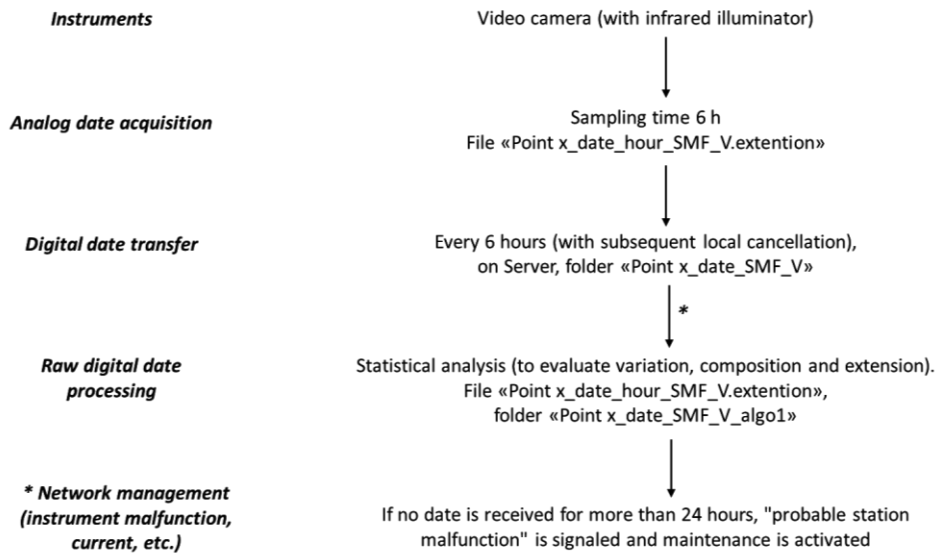 Instruments
Video camera (with infrared illuminator)
Analog date acquisition
Sampling time 6 h
File «Point x_date_hour_SMF_V.extention»
Digital date transfer
Every 6 hours (with subsequent local cancellation),
on Server, folder «Point x_date_SMF_V»
*
Raw digital date
processing
Statistical analysis (to evaluate variation, composition and extension).
File «Point x_date_hour_SMF_V.extention»,
folder «Point x_date_SMF_V_algo1»
* Network management
(instrument malfunction,
current, etc.)
If no date is received for more than 24 hours, "probable station
malfunction" is signaled and maintenance is activated